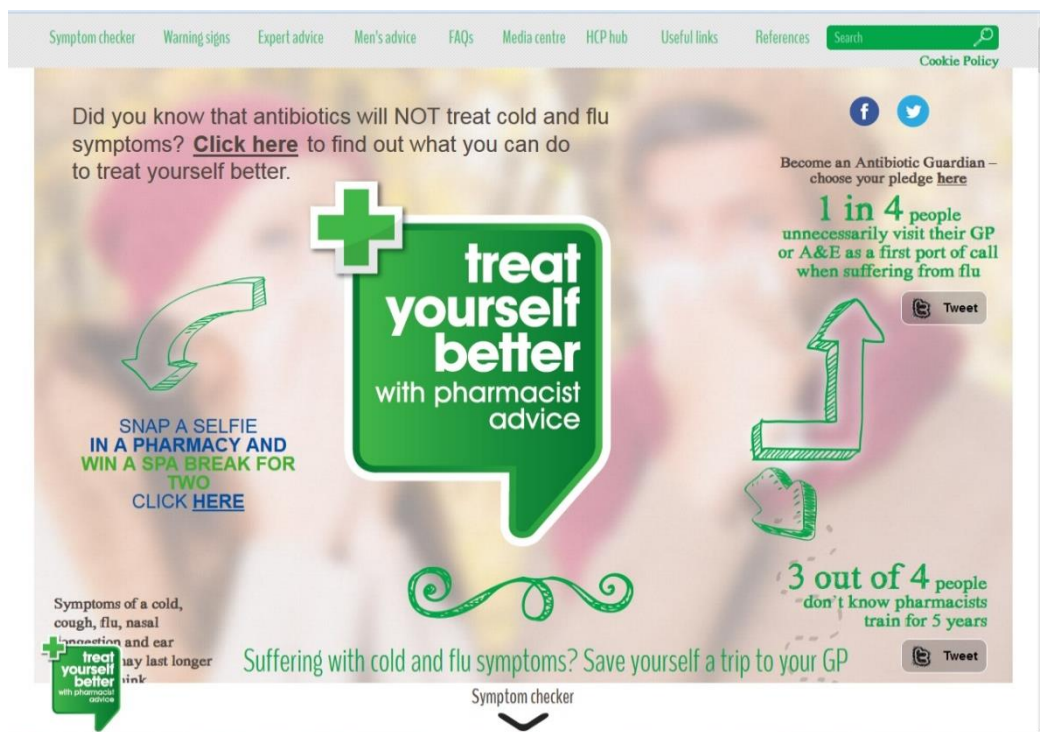 Symptom checker Warning signs Expert advice Men's advice FAQs Media centre HCP hub Useful links References Search
Cookie Policy
Did you know that antibiotics will NOT treat cold and flu
symptoms? Click here to find out what you can do
to treat yourself better.
Become an Antibiotic Guardian –
choose your pledge here
1 in 4 people
unnecessarily visit their GP
or A&E as a first port of call
when suffering from flu
Tweet
treat
yourself
better
with pharmacist
advice
SNAP A SELFIE
IN A PHARMACY AND
WIN A SPA BREAK FOR
TWO
CLICK HERE
3 out of 4 people
don't know pharmacists
train for 5 years
Tweet
Symptoms of a cold,
cough, flu, nasal
and ear
may last longer
treat
yourself
better
with pharmacist
advice
Suffering with cold and flu symptoms? Save yourself a trip to your GP
Symptom checker